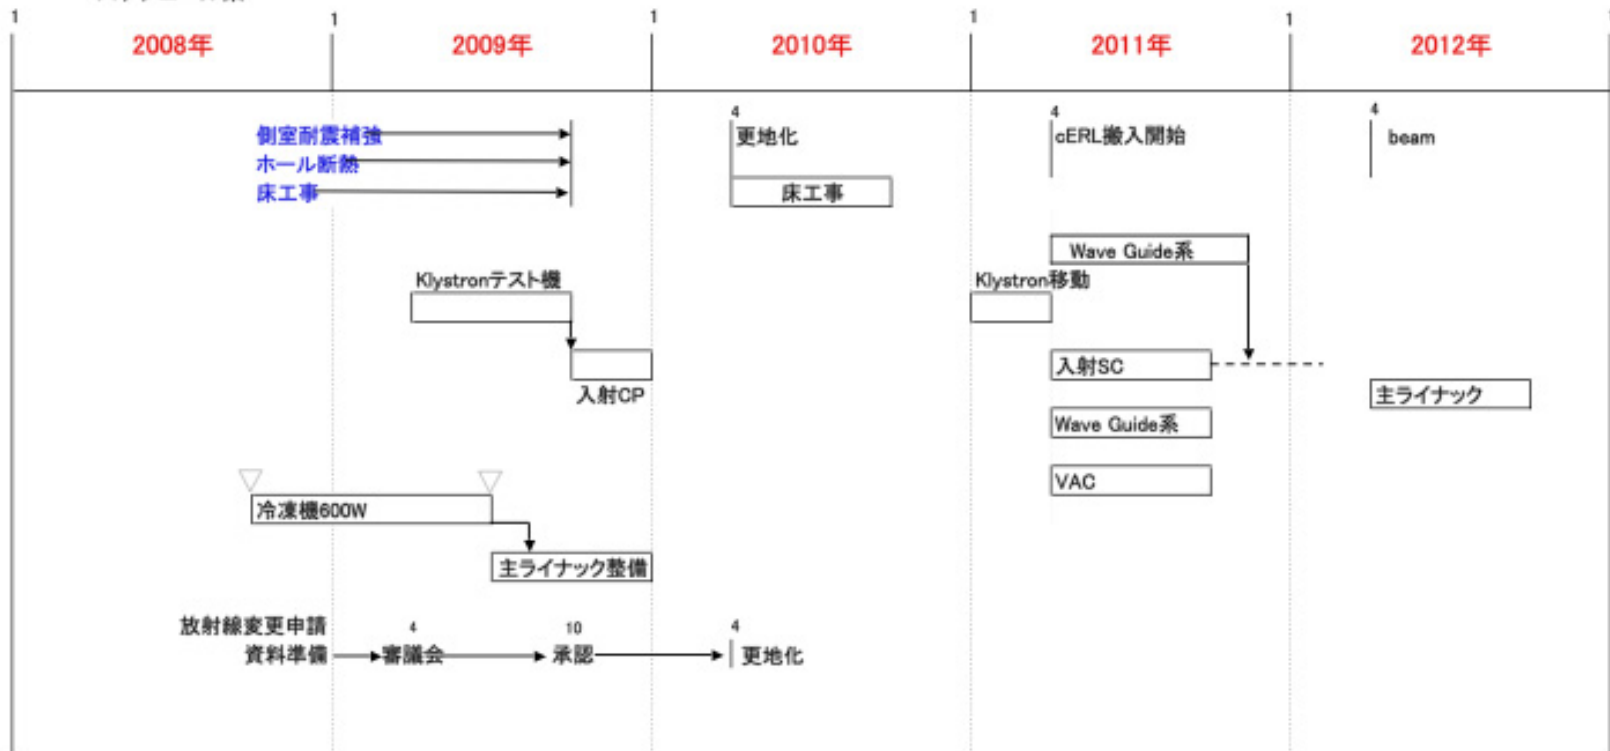 1 1 1 1 1
2008年 2009年 2010年 2011年 2012年
4 4 4
側室耐震補強 更地化 cERL搬入開始 beam
ホール断熱
床工事 床工事
Wave Guide系
Klystronテスト機 Klystron移動
入射SC
入射CP 主ライナック
Wave Guide系
VAC
冷凍機600W
主ライナック整備
放射線変更申請 4 10 4
資料準備 審議会 承認 更地化